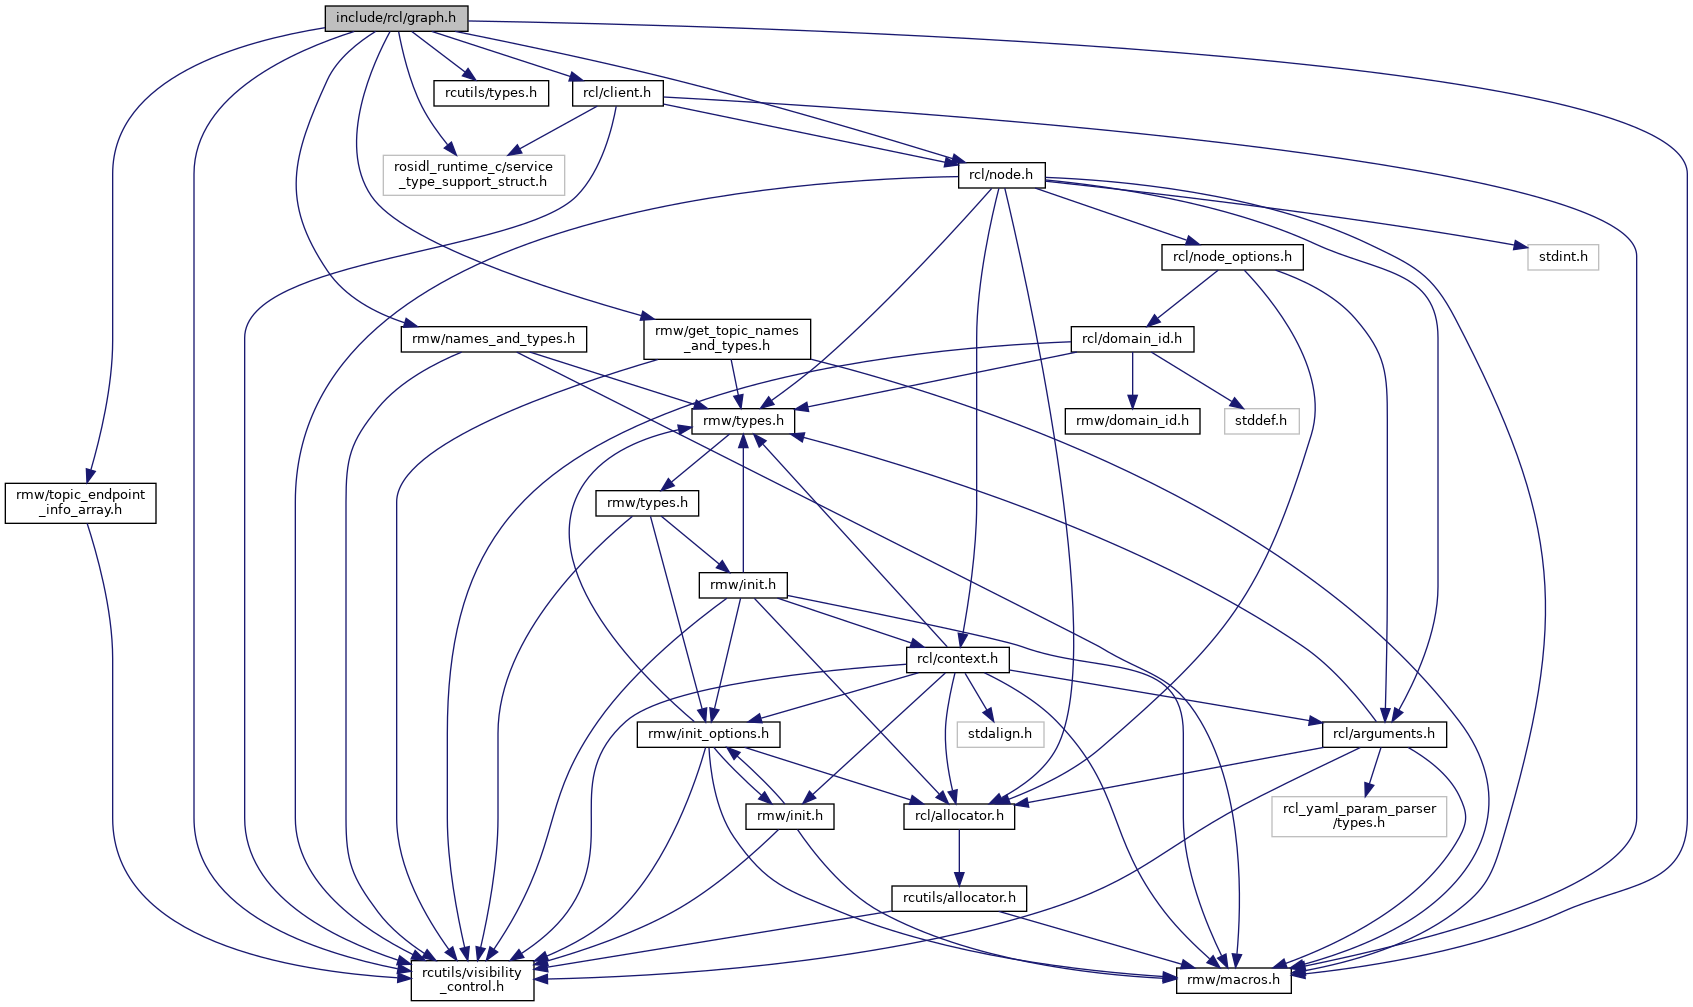 include/rcl/graph.h
rcutils/types.h
rcl/client.h
rosidl_runtime_c/service
_type_support_struct.h
rcl/node.h
rcl/node_options.h
stdint.h
rmw/names_and_types.h
rmw/get_topic_names
_and_types.h
rcl/domain_id.h
rmw/types.h
rmw/domain_id.h
stddef.h
rmw/topic_endpoint
_info_array.h
rmw/types.h
rmw/init.h
rcl/context.h
rmw/init_options.h
stdalign.h
rcl/arguments.h
rmw/init.h
rcl/allocator.h
rcl_yaml_param_parser
/types.h
rcutils/allocator.h
rcutils/visibility
_control.h
rmw/macros.h